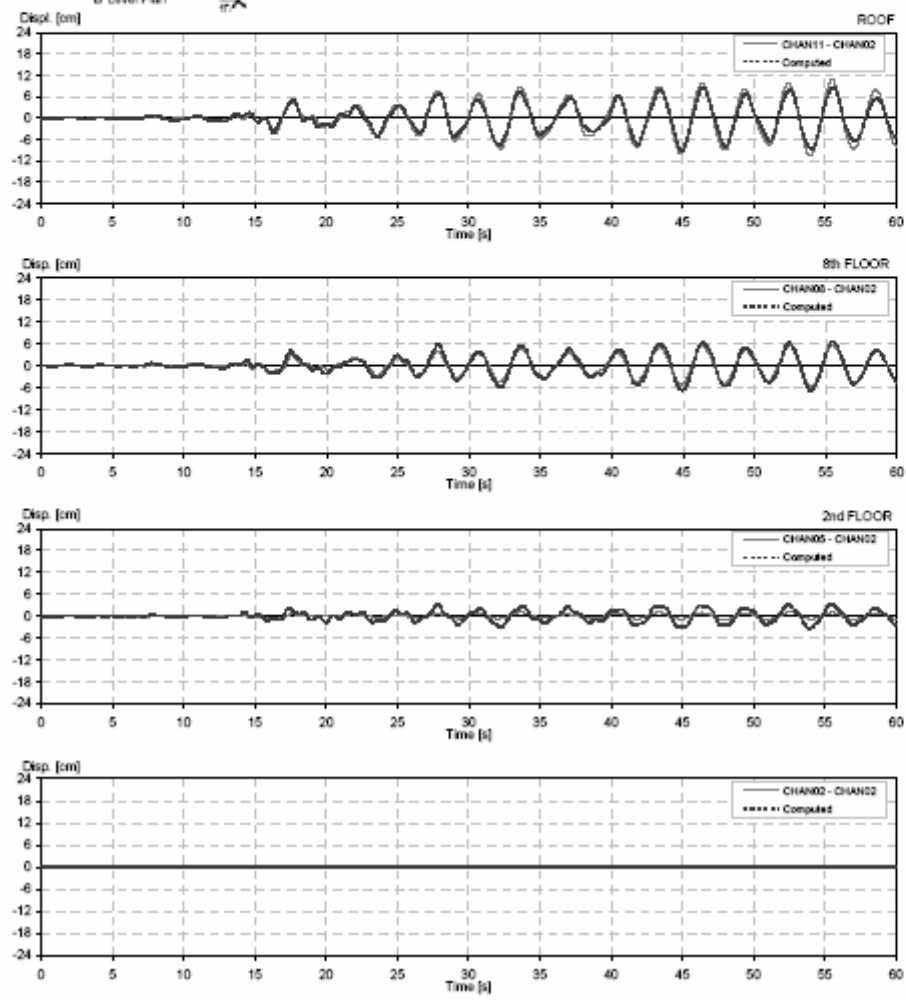 Displ. [cm]
ROOF
24
18
12
6
0
-6
-12
-18
-24
CHAN11 - CHAN02
Computed
0 5 10 15 20 25 30 35 40 45 50 55 60
Time [s]
Disp. [cm]
8th FLOOR
24
18
12
6
0
-6
-12
-18
-24
CHAN08 - CHAN02
Computed
0 5 10 15 20 25 30 35 40 45 50 55 60
Time [s]
Disp. [cm]
2nd FLOOR
24
18
12
6
0
-6
-12
-18
-24
CHAN05 - CHAN02
Computed
0 5 10 15 20 25 30 35 40 45 50 55 60
Time [s]
Disp. [cm]
24
18
12
6
0
-6
-12
-18
-24
CHAN02 - CHAN02
Computed
0 5 10 15 20 25 30 35 40 45 50 55 60
Time [s]